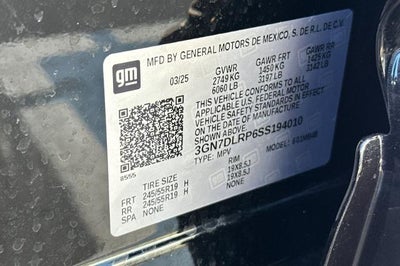 gm
MFD BY GENERAL MOTORS DE MEXICO, S. DE R.L. DE C.V.
03/25 GVWR GAWR FRT GAWR RR
2749 KG 1450 KG 1425 KG
6060 LB 3197 LB 3142 LB
THIS VEHICLE CONFORMS TO ALL
APPLICABLE U.S. FEDERAL MOTOR
VEHICLE SAFETY STANDARDS
IN EFFECT ON THE DATE OF
MANUFACTURE SHOWN ABOVE.
3GN7DLRP6SS194010
TYPE: MPV MODEL:
8555
TIRE SIZE RIM
FRT 245/55R19 H 19X8.5J
RR 245/55R19 H 19X8.5J
SPA NONE NONE